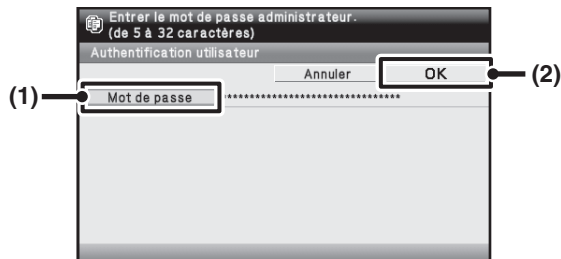 Entrer le mot de passe administrateur.
(de 5 à 32 caractères)
Authentification utilisateur
Annuler OK (2)
(1) Mot de passe ********************************